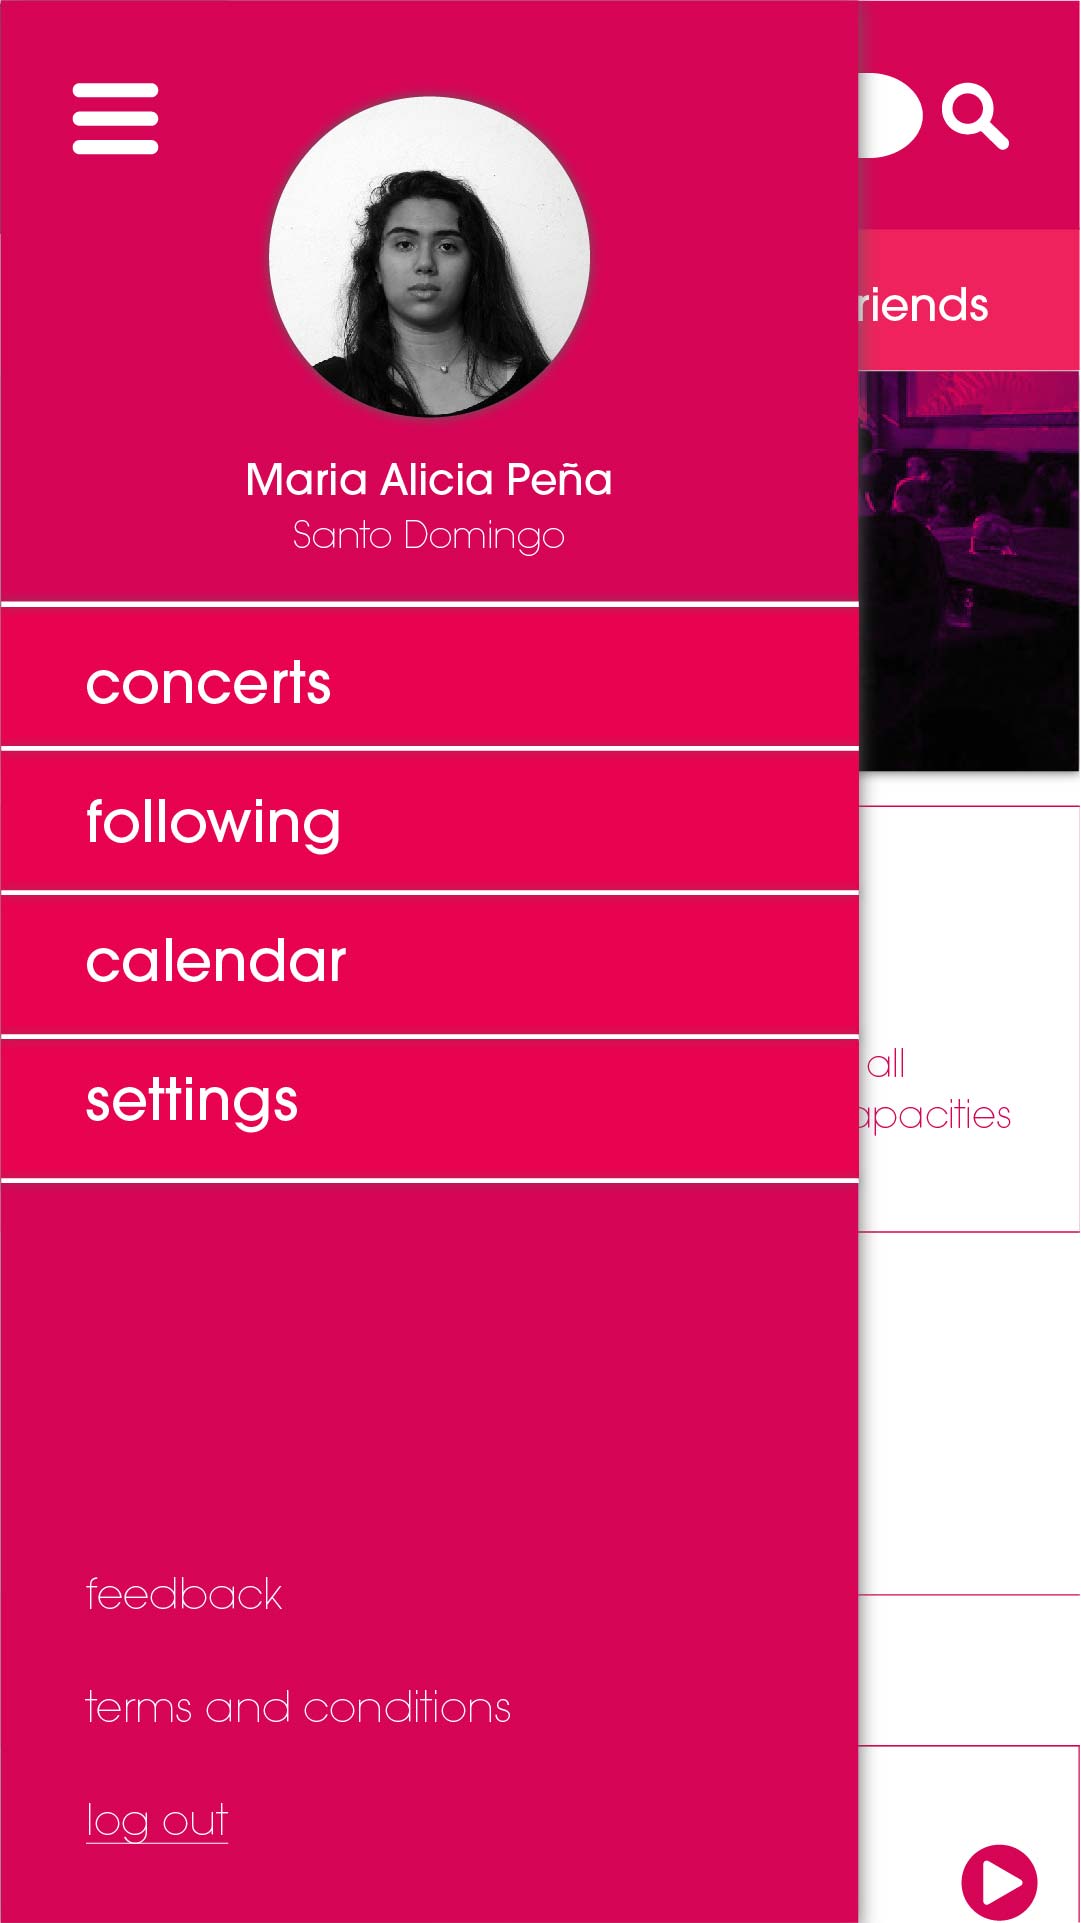 Maria Alicia Peña
Santo Domingo
concerts
following
calendar
settings
feedback
terms and conditions
log out
riends
all
apacities